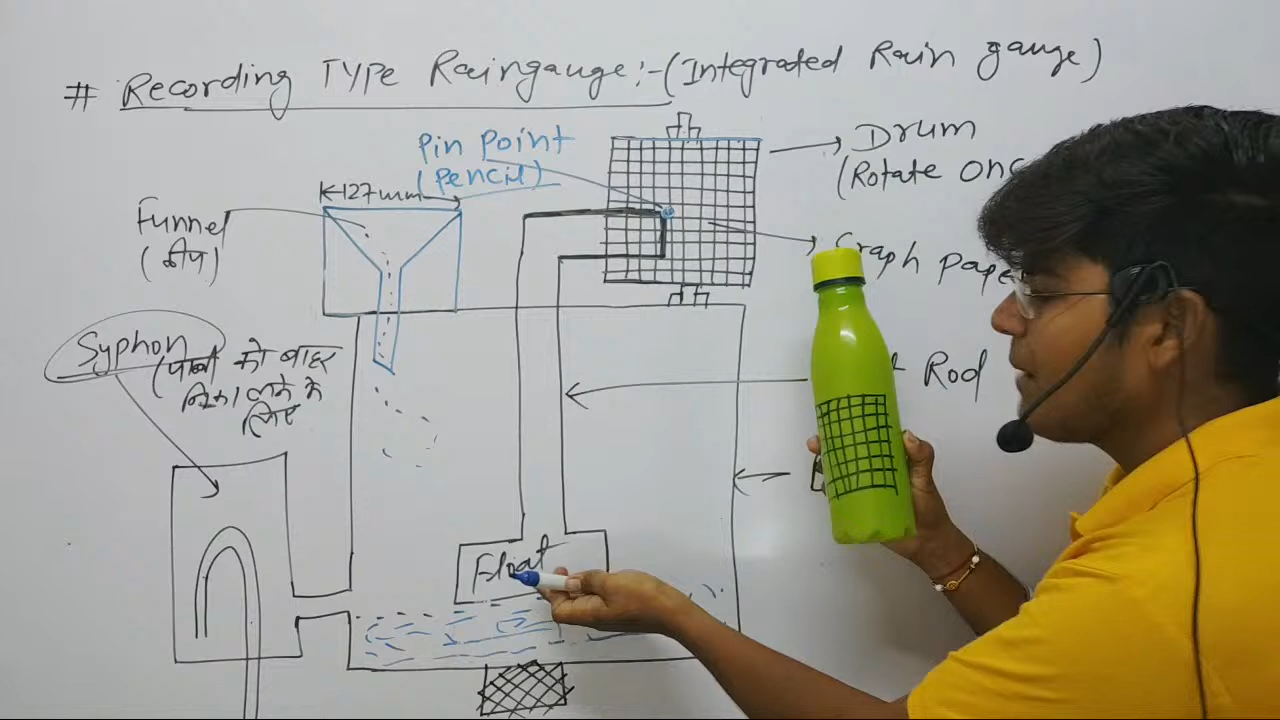 # Recording TYPE Raingauge:-(Integrated Rain gauge)
Pin Point
(Pencil)
127mm
Funnel
(कीप)
Drum
(Rotate On
Graph Pape
Syphon
(पानी को बाहर
निकालने के
लिए
Rod
Float